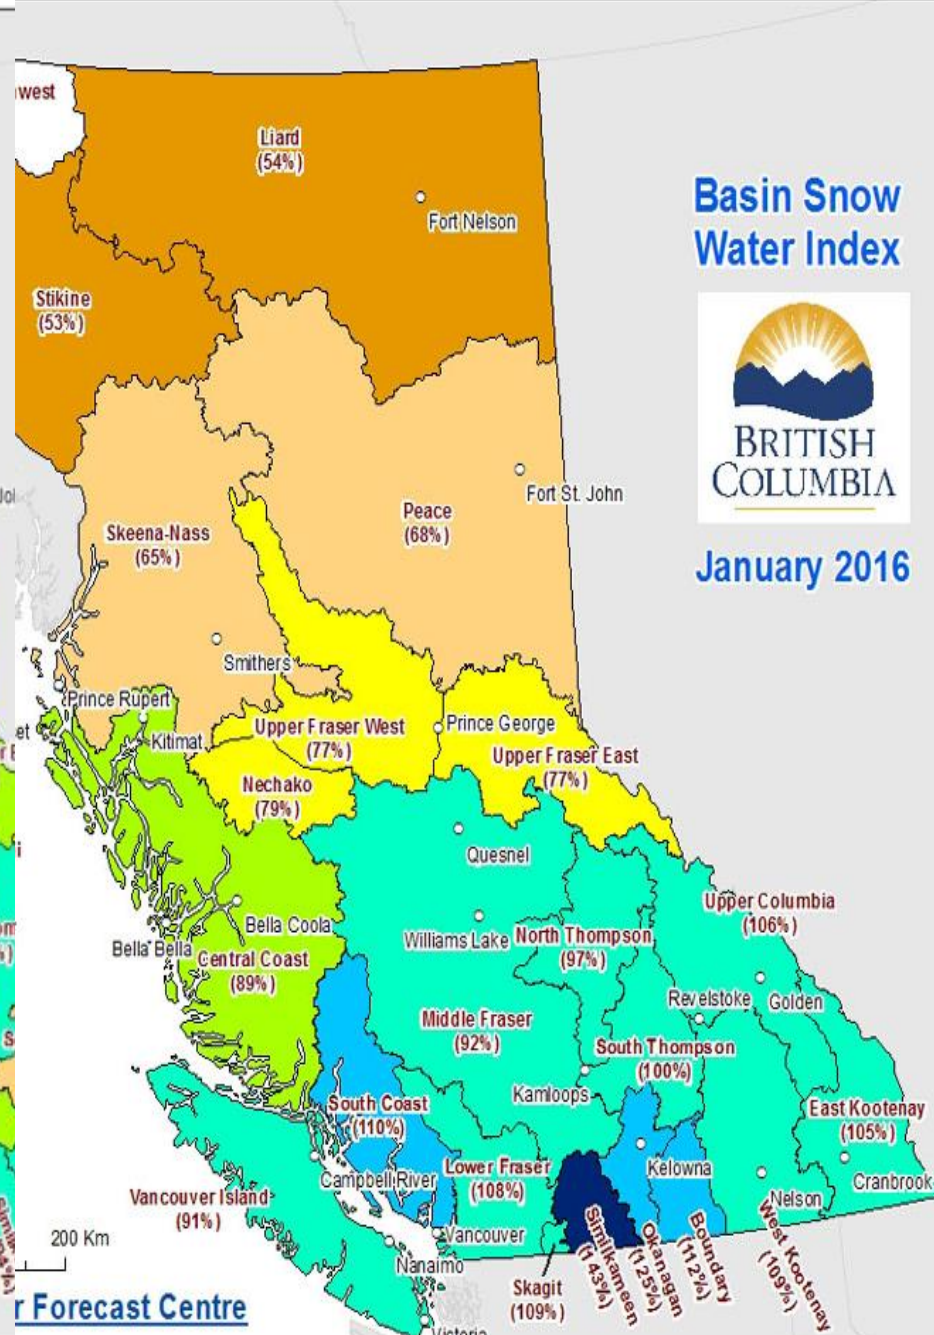 west
Liard
(54%)
Fort Nelson
Basin Snow
Water Index
Stikine
(53%)
BRITISH
COLUMBIA
Fort St. John
Peace
(68%)
Skeena-Nass
(65%)
January 2016
Smithers
Prince Rupert
Kitimat
Upper Fraser West
(77%)
Prince George
Upper Fraser East
(77%)
Nechako
(79%)
Quesnel
Upper Columbia
(106%)
Bella Coola
Williams Lake
North Thompson
(97%)
Bella Bella
Central Coast
(89%)
Revelstoke
Golden
Middle Fraser
(92%)
South Thompson
(100%)
Kamloops
South Coast
(110%)
East Kootenay
(105%)
Kelowna
Lower Fraser
(108%)
Campbell River
Cranbrook
Vancouver Island
(91%)
Nelson
Vancouver
200 Km
Nanaimo
Skagit
(109%)
Similkameen
(143%)
Okanagan
(125%)
Boundary
(112%)
West Kootenay
(109%)
r Forecast Centre
Victoria